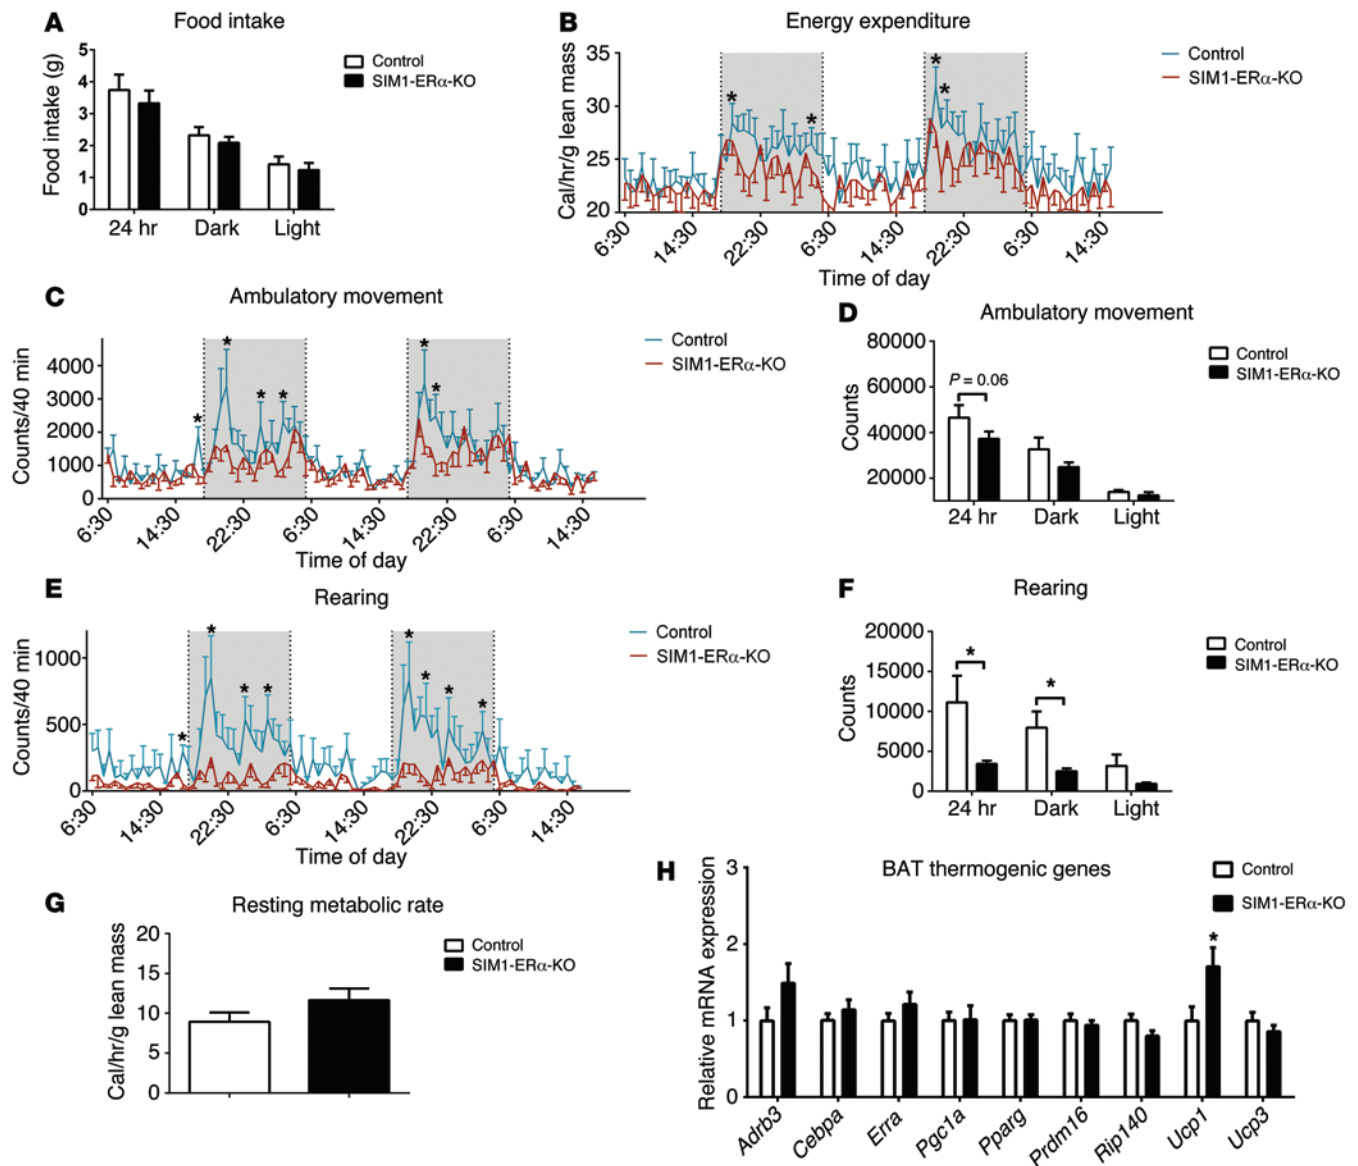 A
Food intake
Food intake (g)
5
4
3
2
1
0
24 hr
Dark
Light
Control
SIM1-ERα-KO
B
Energy expenditure
Cal/hr/g lean mass
35
30
25
20
*
*
*
*
6:30
14:30
22:30
6:30
14:30
22:30
6:30
14:30
Time of day
Control
SIM1-ERα-KO
C
Ambulatory movement
Counts/40 min
4000
3000
2000
1000
0
*
*
*
*
*
*
6:30
14:30
22:30
6:30
14:30
22:30
6:30
14:30
Time of day
Control
SIM1-ERα-KO
D
Ambulatory movement
Counts
80000
60000
40000
20000
P = 0.06
24 hr
Dark
Light
Control
SIM1-ERα-KO
E
Rearing
Counts/40 min
1000
500
0
*
*
*
*
*
*
*
*
6:30
14:30
22:30
6:30
14:30
22:30
6:30
14:30
Time of day
Control
SIM1-ERα-KO
F
Rearing
Counts
20000
15000
10000
5000
0
*
*
24 hr
Dark
Light
Control
SIM1-ERα-KO
G
Resting metabolic rate
Cal/hr/g lean mass
20
15
10
5
0
Control
SIM1-ERα-KO
H
BAT thermogenic genes
Relative mRNA expression
3
2
1
0
*
Adrb3
Cebpa
Erra
Pgc1a
Pparg
Prdm16
Rip140
Ucp1
Ucp3
Control
SIM1-ERα-KO